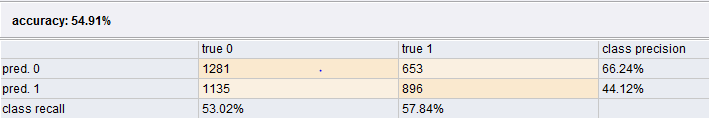 accuracy: 54.91%
true 0 true 1 class precision
pred. 0 1281 653 66.24%
pred. 1 1135 896 44.12%
class recall 53.02% 57.84%